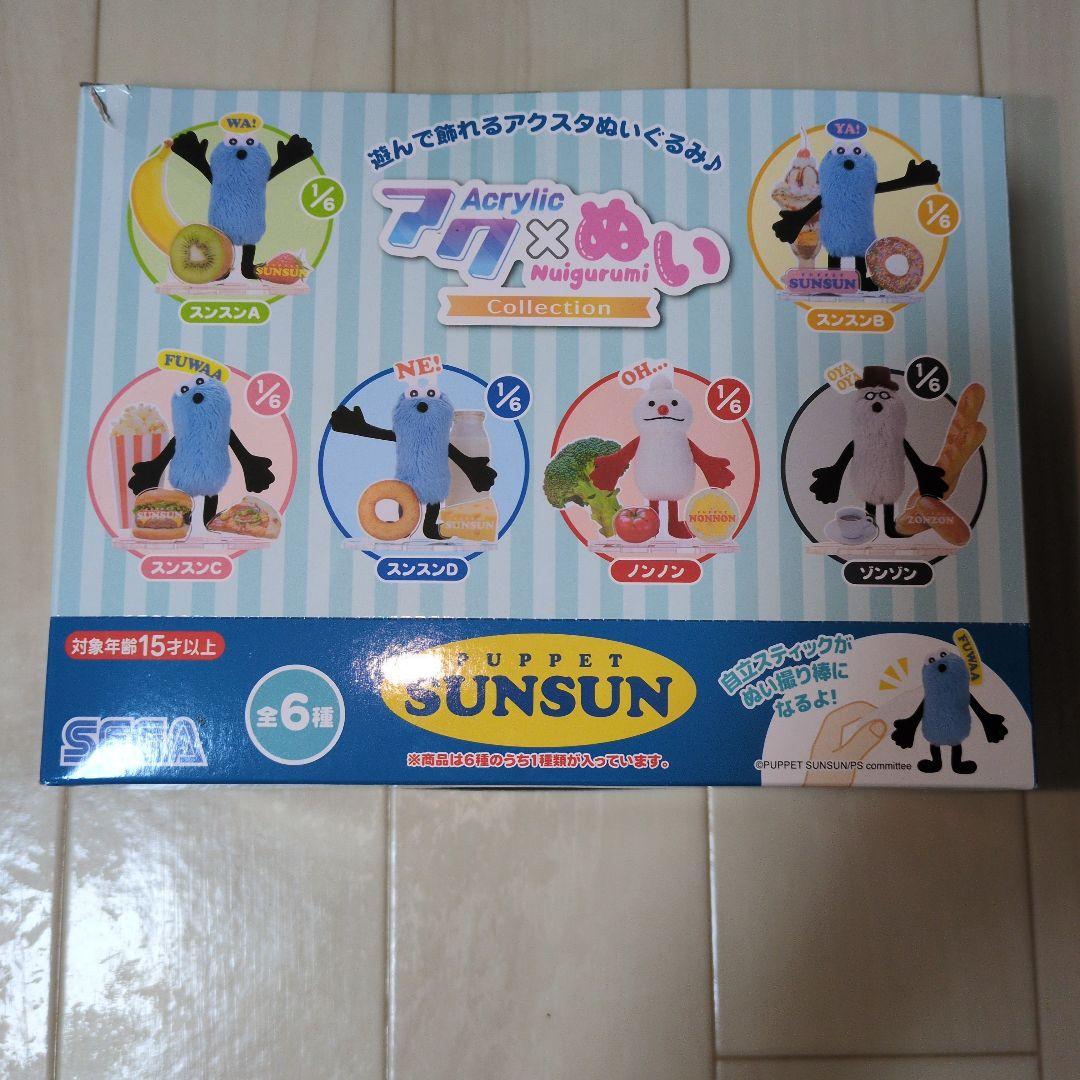 遊んで飾れるアクスタぬいぐるみ♪
Acrylic
アク×ぬい
Nuigurumi
Collection
WA!
1/6
SUNSUN
スンスンA
YA!
1/6
PUPPET
SUNSUN
スンスンB
FUWAA
1/6
SUNSUN
スンスンC
NE!
1/6
SUNSUN
スンスンD
OH...
1/6
PUPPET
NONNON
ノンノン
OYA
OYA
1/6
ZONZON
ゾンゾン
対象年齢15才以上
SEGA
全6種
PUPPET
SUNSUN
※商品は6種のうち1種類が入っています。
自立スティックが
ぬい撮り棒に
なるよ!
FUWAA
©PUPPET SUNSUN/PS committee